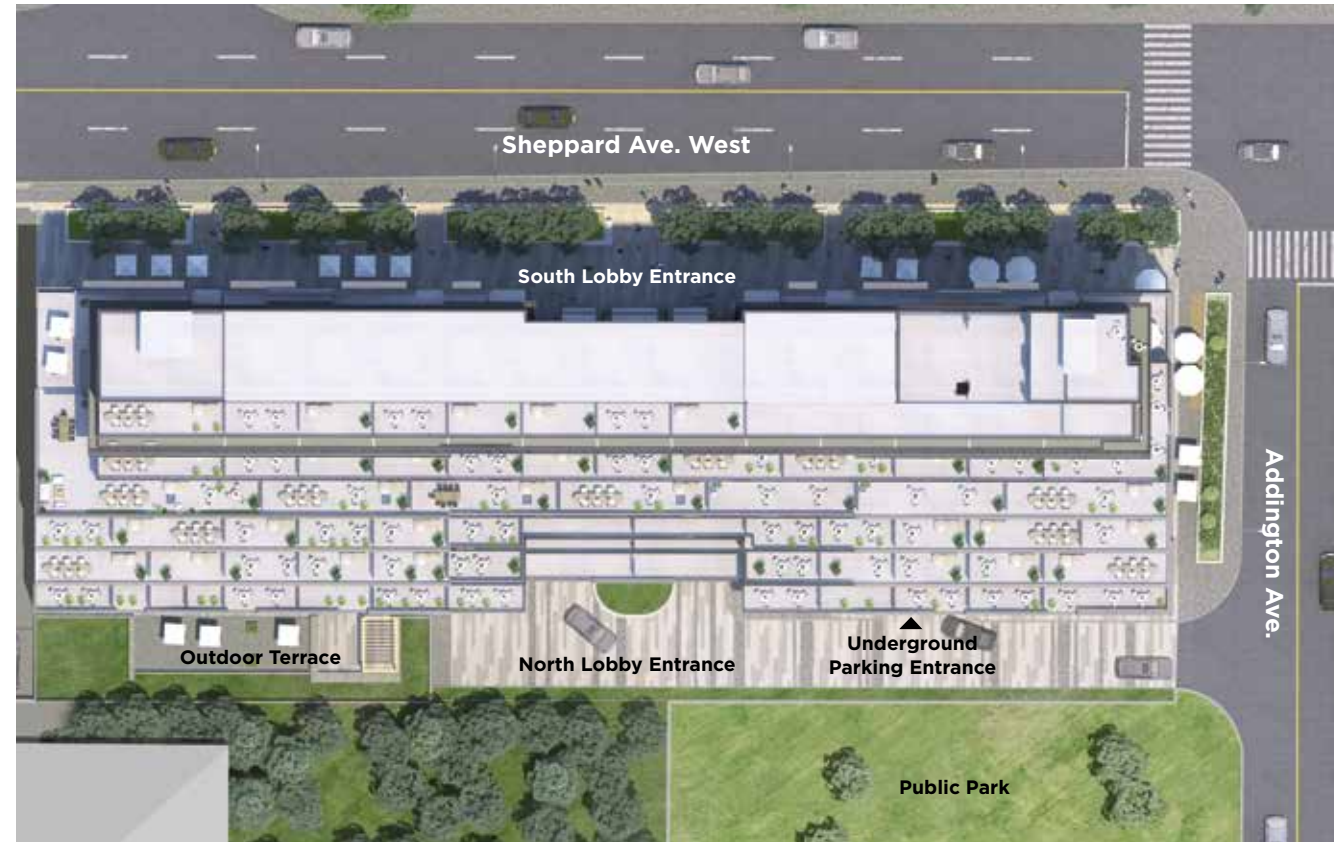 Sheppard Ave. West
South Lobby Entrance
Addington Ave.
Outdoor Terrace
North Lobby Entrance
Underground
Parking Entrance
Public Park